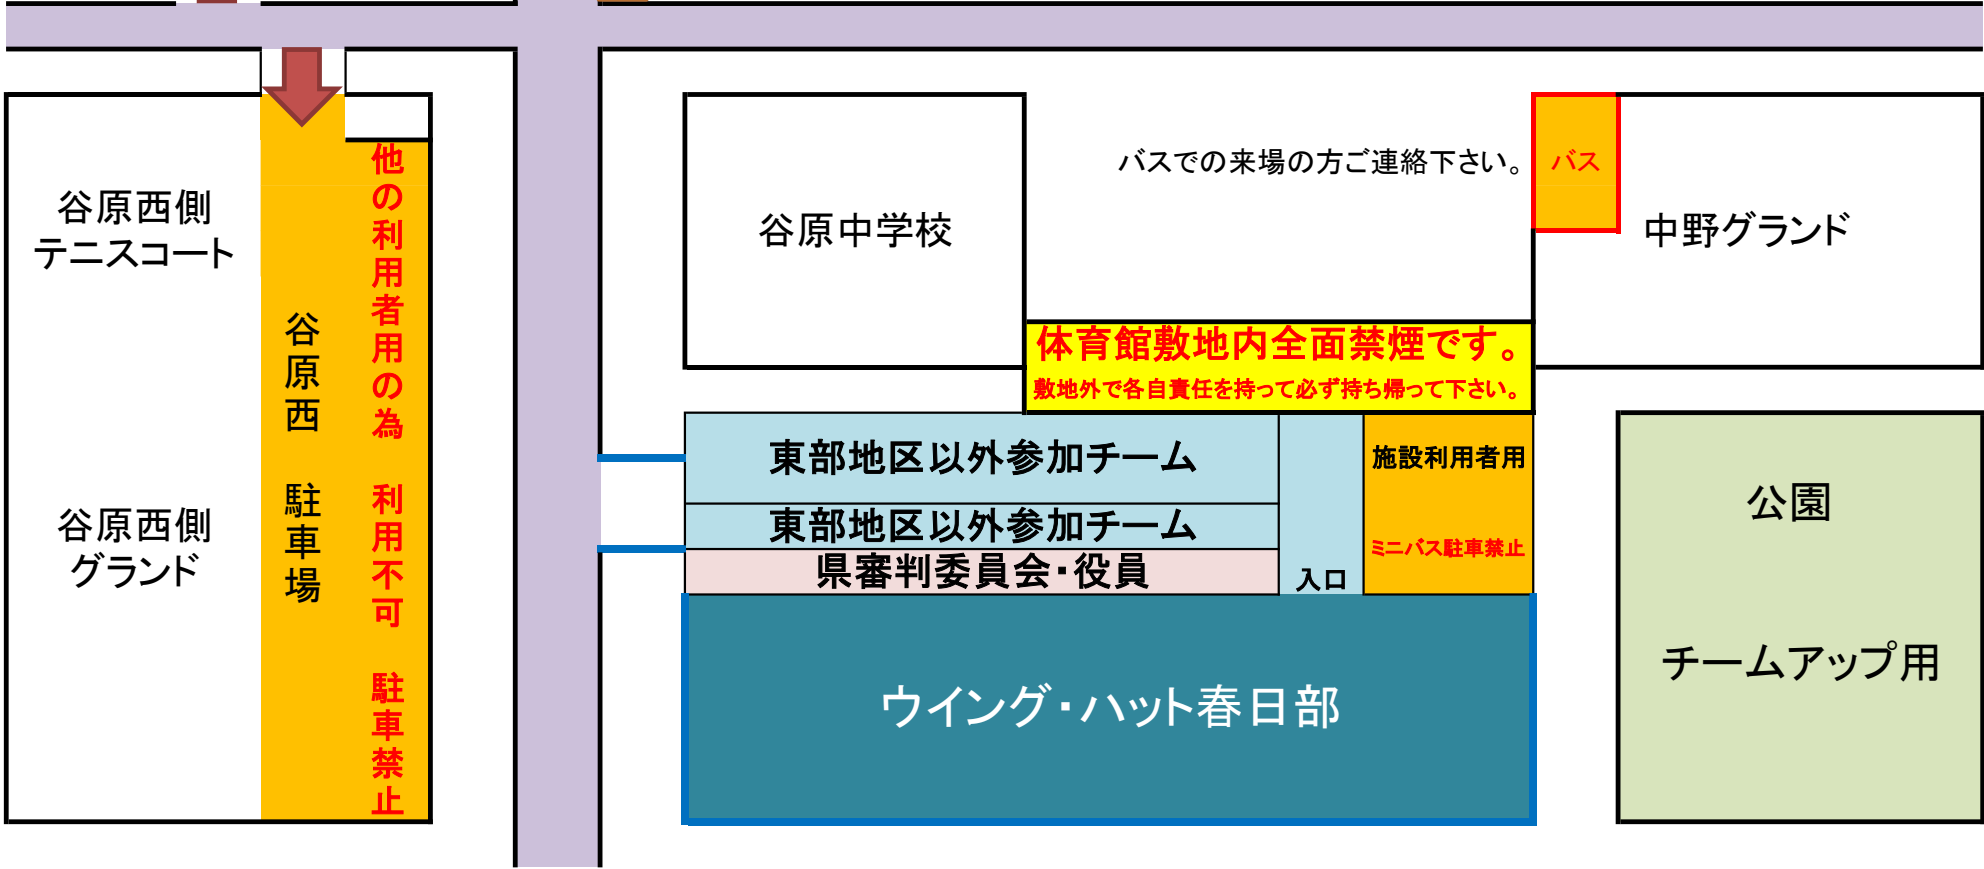 谷原西側
テニスコート
谷原西側
グランド
谷原西　駐車場
他の利用者用の為　利用不可　駐車禁止
谷原中学校
バスでの来場の方ご連絡下さい。
バス
中野グランド
体育館敷地内全面禁煙です。
敷地外で各自責任を持って必ず持ち帰って下さい。
東部地区以外参加チーム
東部地区以外参加チーム
県審判委員会・役員
入口
施設利用者用
ミニバス駐車禁止
ウイング・ハット春日部
公園
チームアップ用